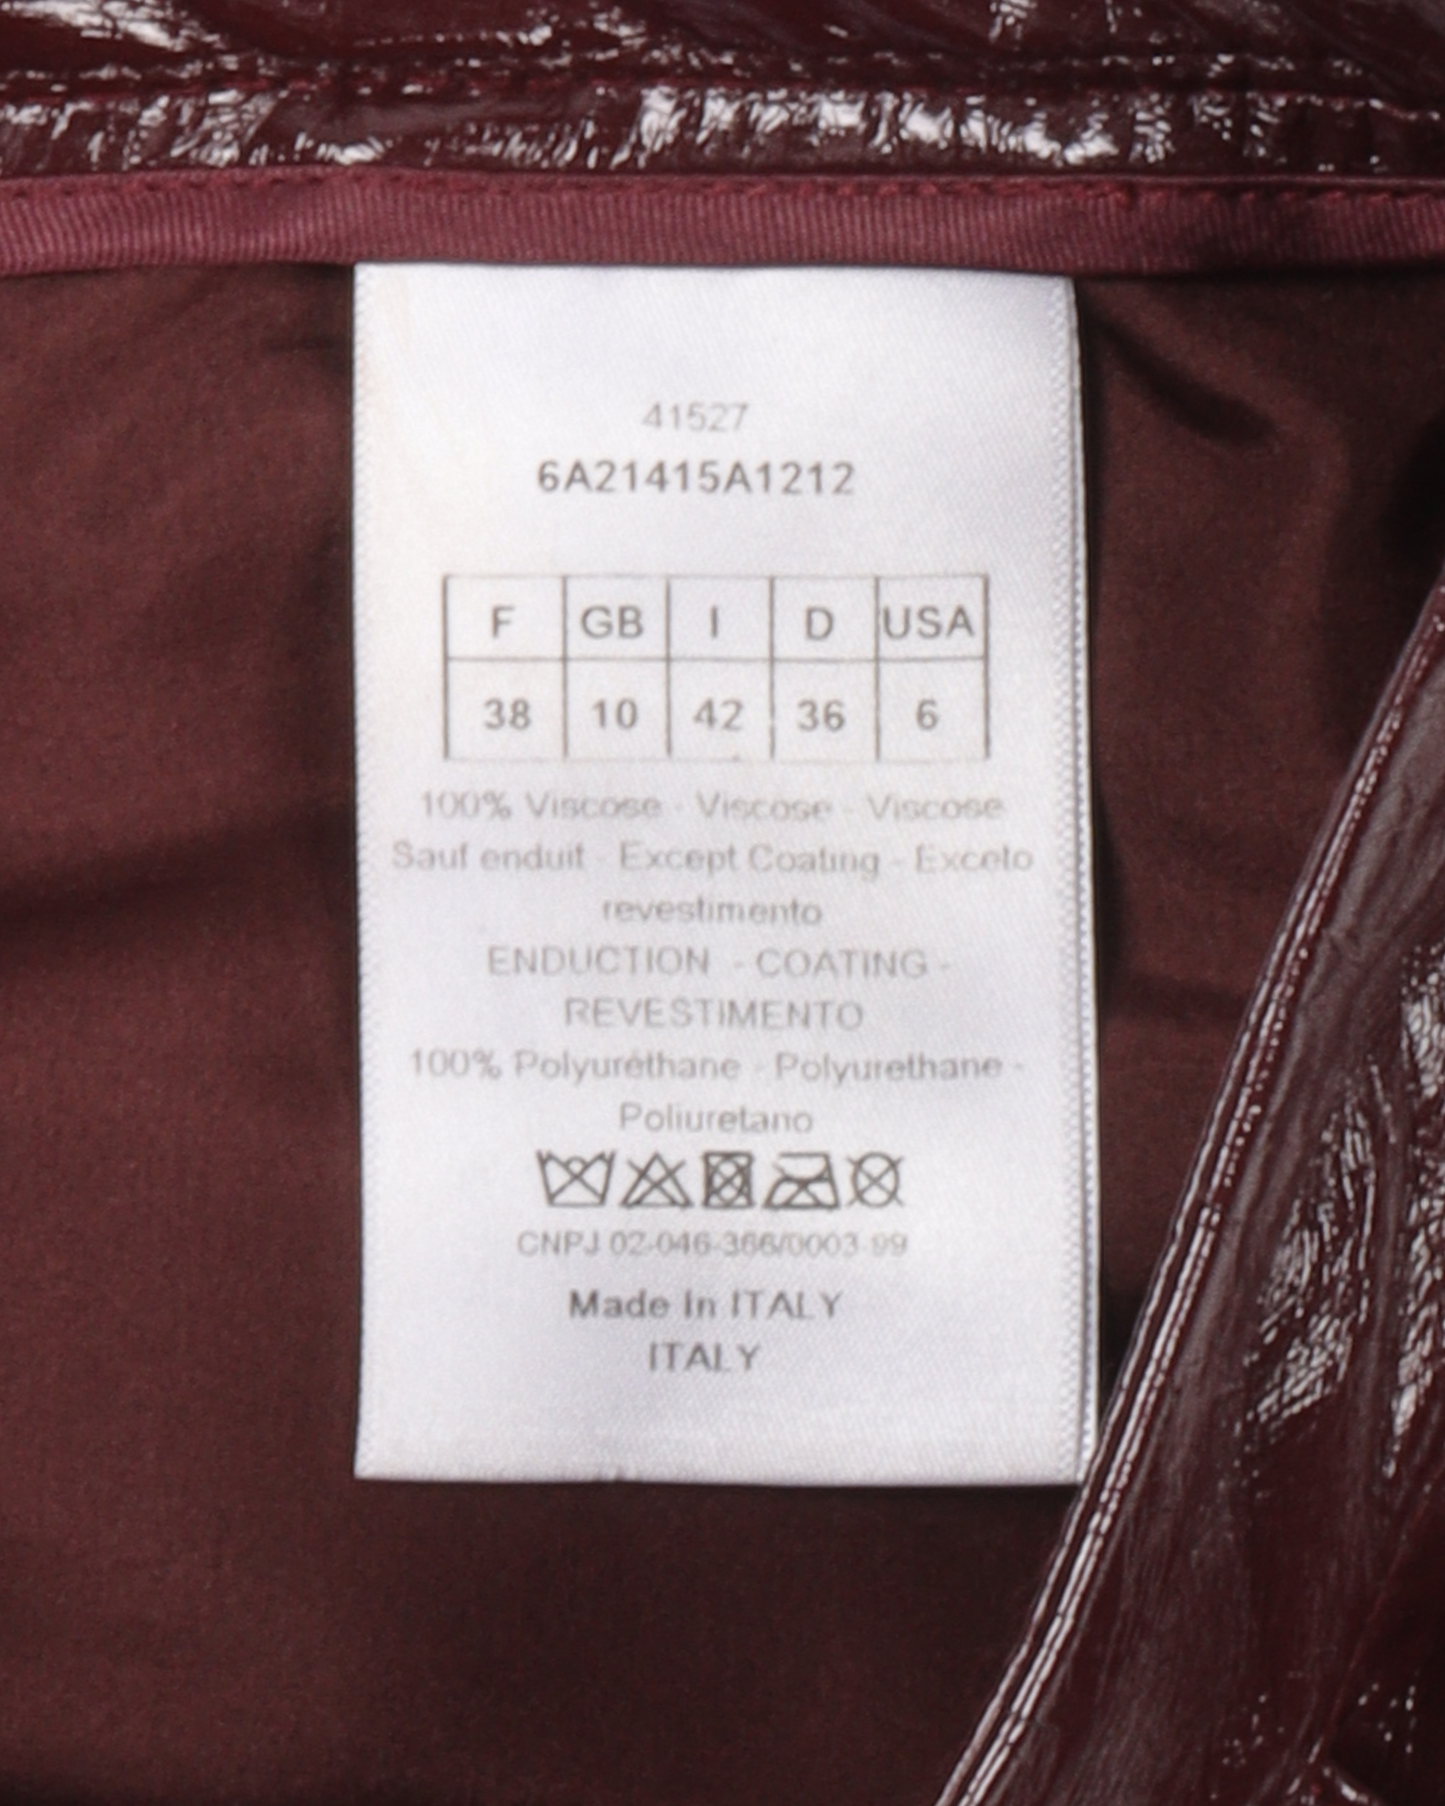 41527
6A21415A1212
F GB I D USA
38 10 42 36 6
100% Viscose - Viscose - Viscose
Sauf enduit - Except Coating - Exceto
revestimento
ENDUCTION - COATING -
REVESTIMENTO
100% Polyuréthane - Polyurethane -
Poliuretano
CNPJ 02-046-366/0003-99
Made In ITALY
ITALY